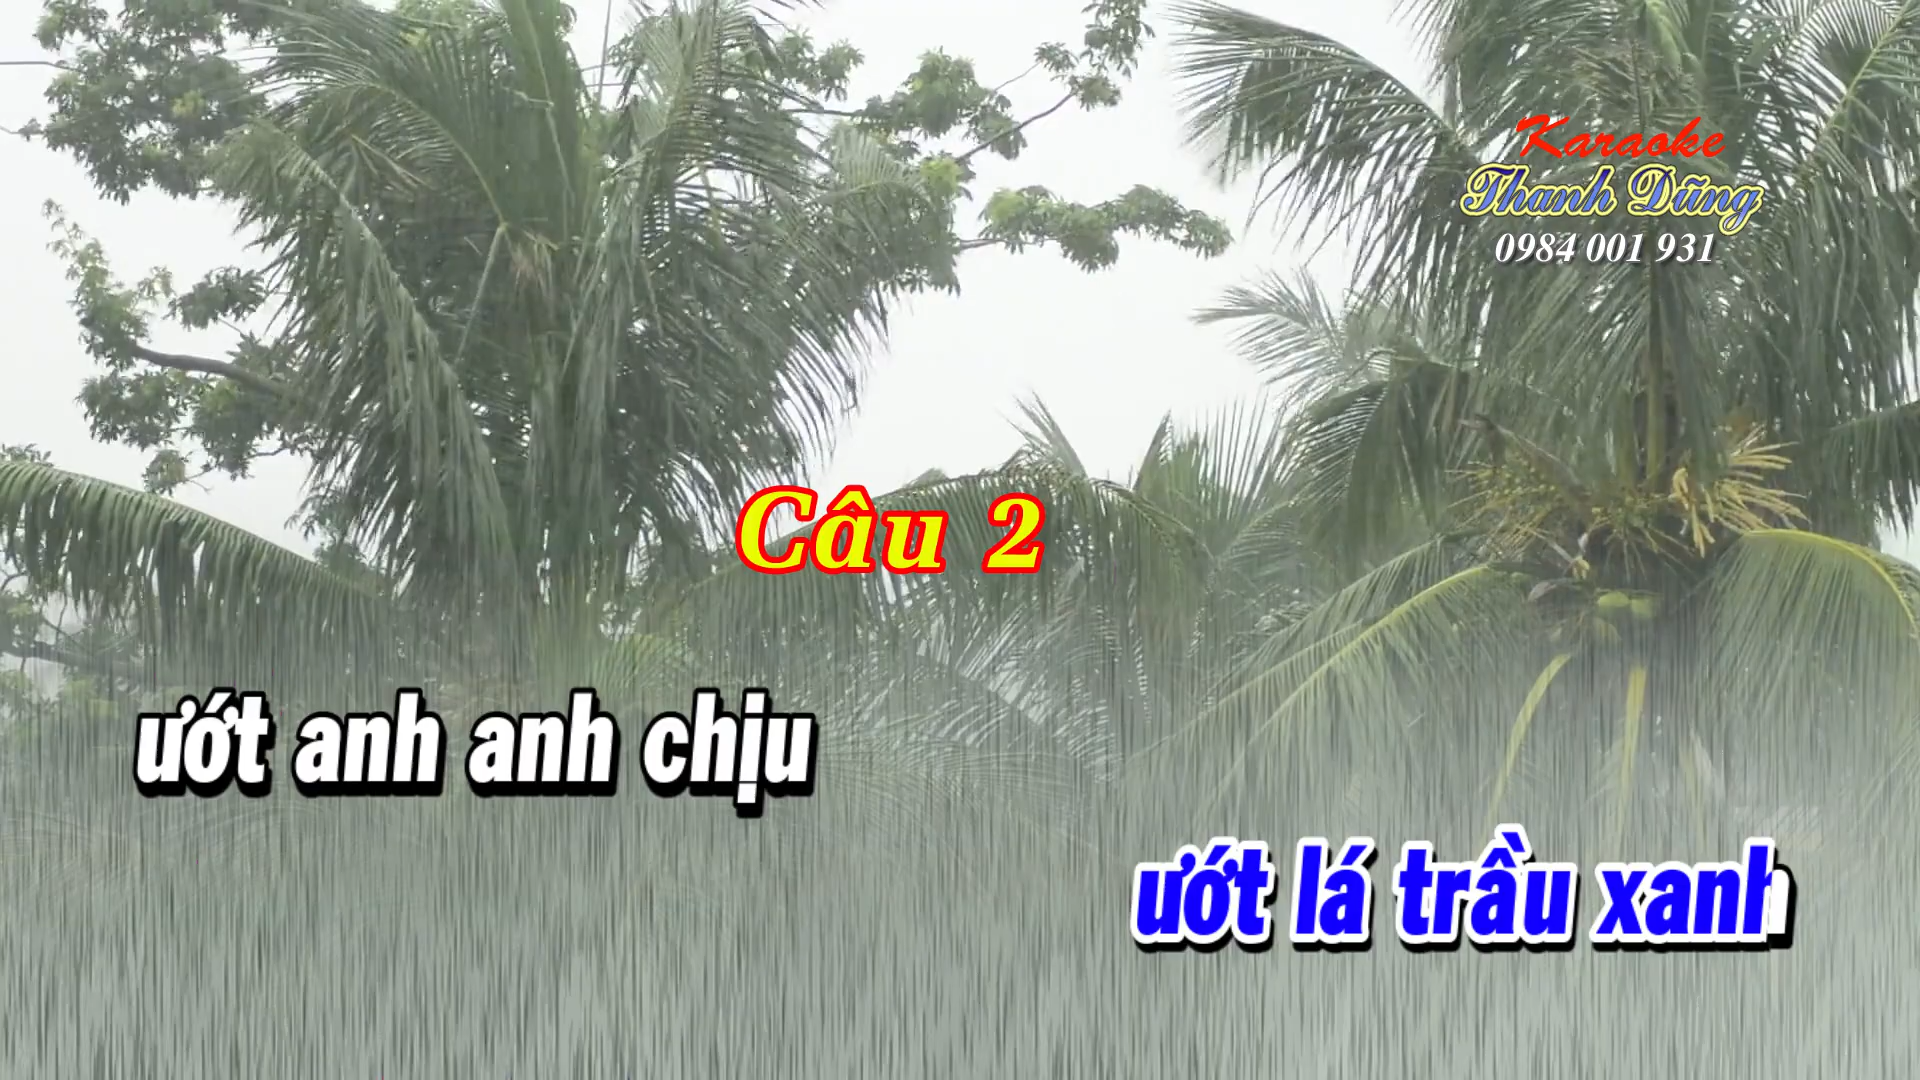 Karaoke
Thanh Dũng
0984 001 931
Câu 2
ướt anh anh chịu
ướt lá trầu xanh